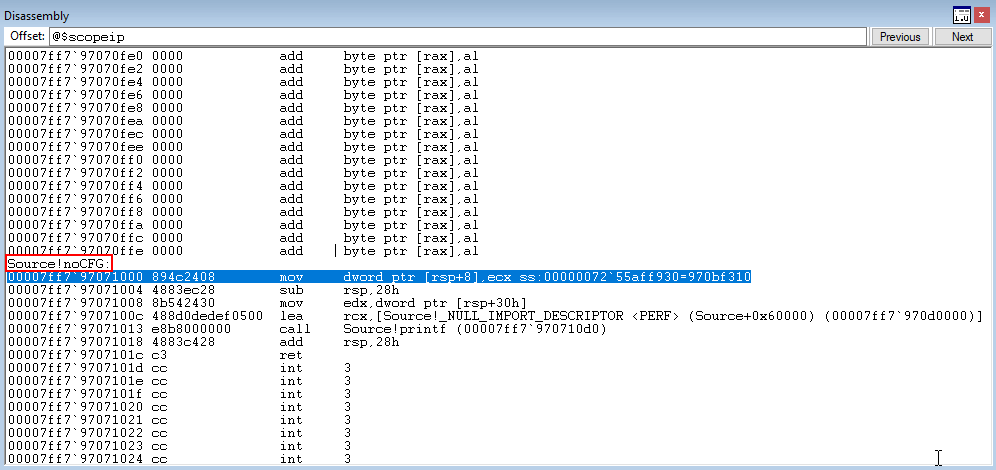 Disassembly
Offset: @$scopeip Previous Next
00007ff7`97070fe0 0000 add byte ptr [rax],al
00007ff7`97070fe2 0000 add byte ptr [rax],al
00007ff7`97070fe4 0000 add byte ptr [rax],al
00007ff7`97070fe6 0000 add byte ptr [rax],al
00007ff7`97070fe8 0000 add byte ptr [rax],al
00007ff7`97070fea 0000 add byte ptr [rax],al
00007ff7`97070fec 0000 add byte ptr [rax],al
00007ff7`97070fee 0000 add byte ptr [rax],al
00007ff7`97070ff0 0000 add byte ptr [rax],al
00007ff7`97070ff2 0000 add byte ptr [rax],al
00007ff7`97070ff4 0000 add byte ptr [rax],al
00007ff7`97070ff6 0000 add byte ptr [rax],al
00007ff7`97070ff8 0000 add byte ptr [rax],al
00007ff7`97070ffa 0000 add byte ptr [rax],al
00007ff7`97070ffc 0000 add byte ptr [rax],al
00007ff7`97070ffe 0000 add byte ptr [rax],al
Source!noCFG:
00007ff7`97071000 894c2408 mov dword ptr [rsp+8],ecx ss:00000072`55aff930=970bf310
00007ff7`97071004 4883ec28 sub rsp,28h
00007ff7`97071008 8b542430 mov edx,dword ptr [rsp+30h]
00007ff7`9707100c 488d0dedef0500 lea rcx,[Source!_NULL_IMPORT_DESCRIPTOR <PERF> (Source+0x60000) (00007ff7`970d0000)]
00007ff7`97071013 e8b8000000 call Source!printf (00007ff7`970710d0)
00007ff7`97071018 4883c428 add rsp,28h
00007ff7`9707101c c3 ret
00007ff7`9707101d cc int 3
00007ff7`9707101e cc int 3
00007ff7`9707101f cc int 3
00007ff7`97071020 cc int 3
00007ff7`97071021 cc int 3
00007ff7`97071022 cc int 3
00007ff7`97071023 cc int 3
00007ff7`97071024 cc int 3